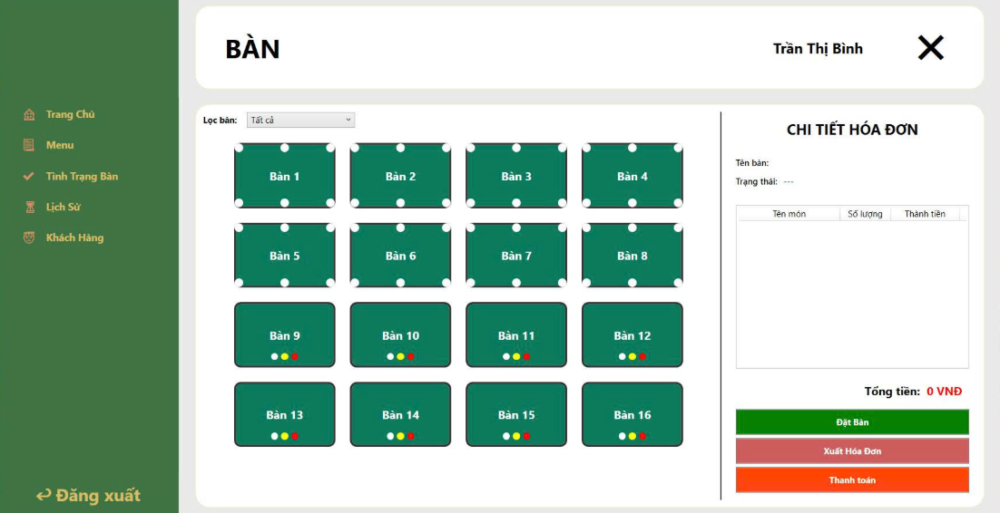 BÀN
Trần Thị Bình
Trang Chủ
Menu
Tình Trạng Bàn
Lịch Sử
Khách Hàng
Đăng xuất
Lọc bàn: Tất cả
Bàn 1
Bàn 2
Bàn 3
Bàn 4
Bàn 5
Bàn 6
Bàn 7
Bàn 8
Bàn 9
Bàn 10
Bàn 11
Bàn 12
Bàn 13
Bàn 14
Bàn 15
Bàn 16
CHI TIẾT HÓA ĐƠN
Tên bàn:
Trạng thái: ---
Tên món Số lượng Thành tiền
Tổng tiền: 0 VNĐ
Đặt Bàn
Xuất Hóa Đơn
Thanh toán